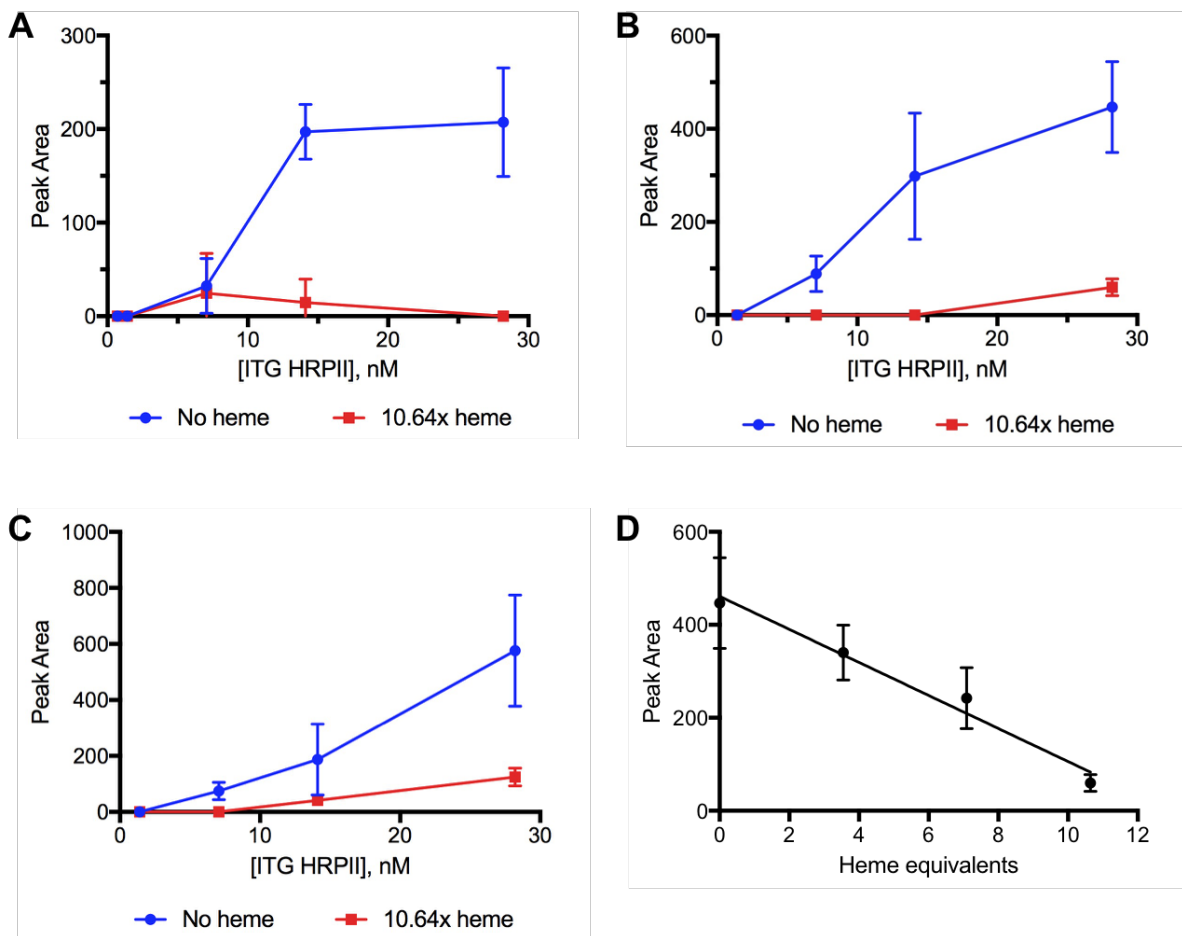 A
300
200
100
0
Peak Area
0
10
20
30
[ITG HRPII], nM
No heme
10.64x heme
B
600
400
200
0
Peak Area
0
10
20
30
[ITG HRPII], nM
No heme
10.64x heme
C
1000
800
600
400
200
0
Peak Area
0
10
20
30
[ITG HRPII], nM
No heme
10.64x heme
D
600
400
200
0
Peak Area
0
2
4
6
8
10
12
Heme equivalents